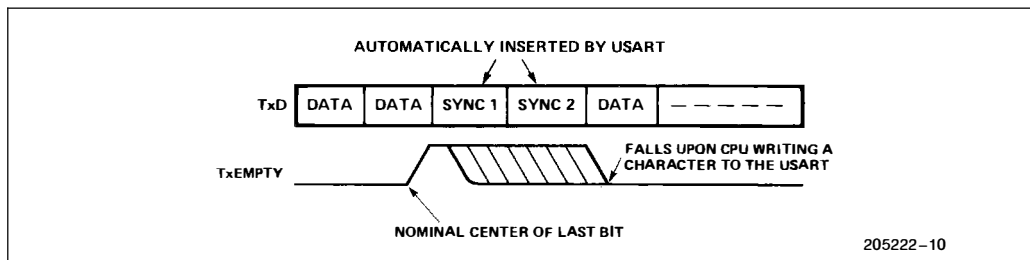 AUTOMATICALLY INSERTED BY USART
TxD DATA DATA SYNC 1 SYNC 2 DATA
FALLS UPON CPU WRITING A
CHARACTER TO THE USART
TxEMPTY
NOMINAL CENTER OF LAST BIT
205222-10